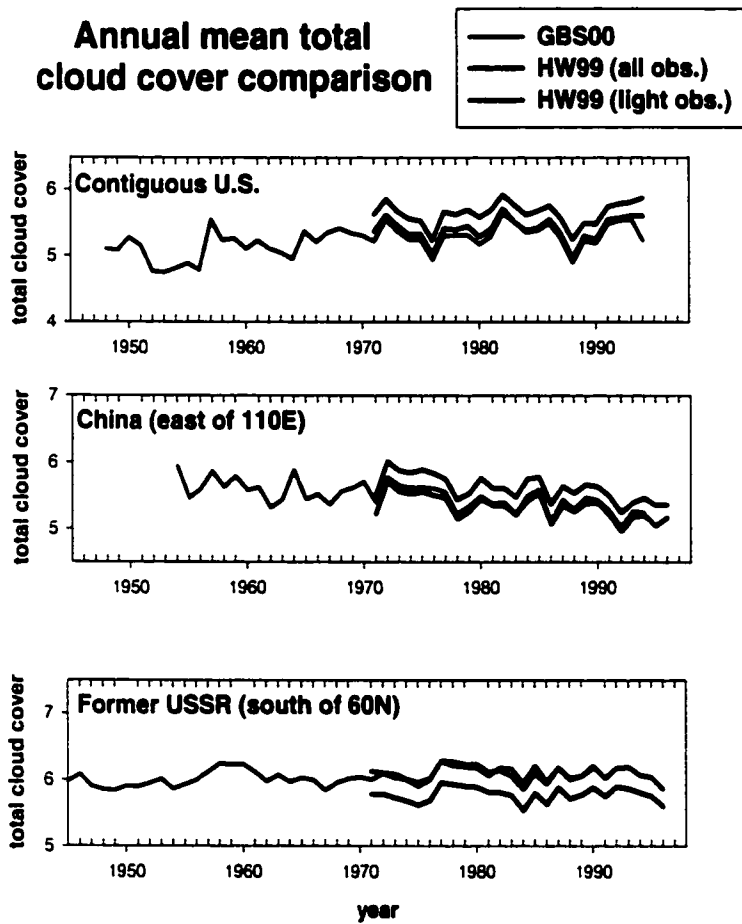 Annual mean total
cloud cover comparison
GBS00
HW99 (all obs.)
HW99 (light obs.)
total cloud cover
6
5
4
Contiguous U.S.
1950
1960
1970
1980
1990
total cloud cover
7
6
5
China (east of 110E)
1950
1960
1970
1980
1990
total cloud cover
7
6
5
Former USSR (south of 60N)
1950
1960
1970
1980
1990
year